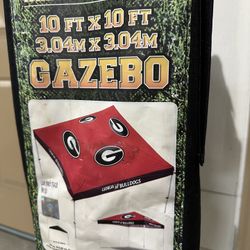 10 FT X 10 FT
3.04M X 3.04M
GAZEBO
G
G
G
G
GEORGIA BULLDOGS